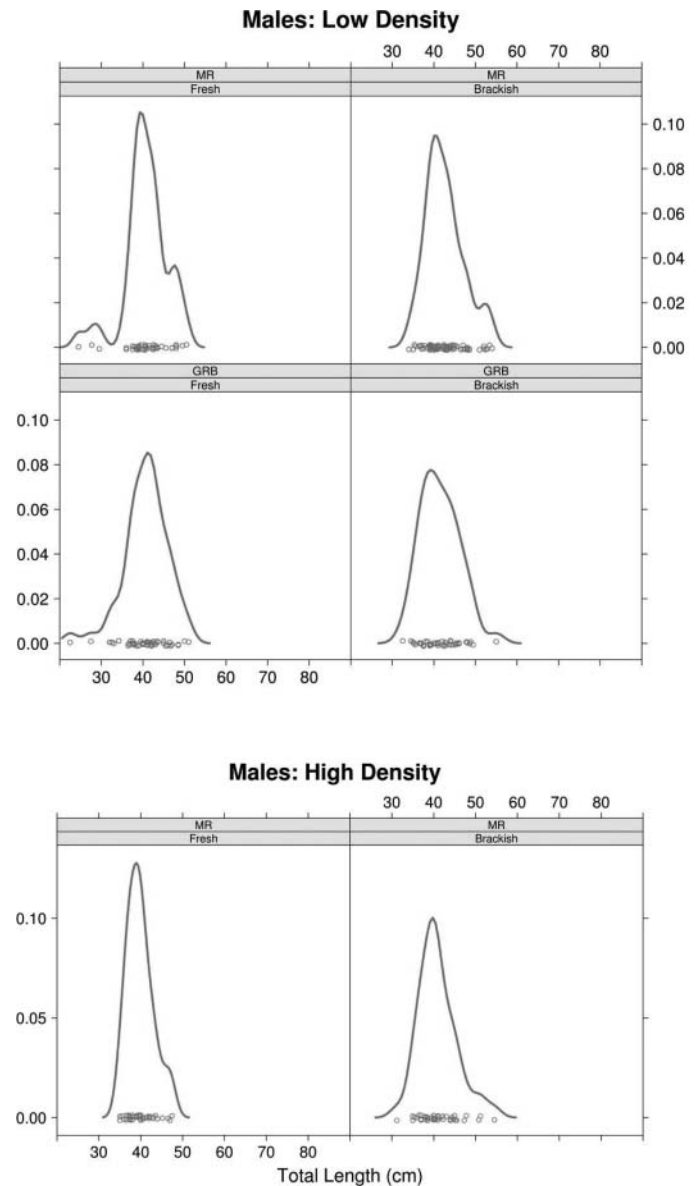 Males: Low Density
30 40 50 60 70 80
MR MR
Fresh Brackish
0.10
0.08
0.06
0.04
0.02
0.00
GRB GRB
Fresh Brackish
0.10
0.08
0.06
0.04
0.02
0.00
30 40 50 60 70 80
Males: High Density
30 40 50 60 70 80
MR MR
Fresh Brackish
0.10
0.05
0.00
30 40 50 60 70 80
Total Length (cm)